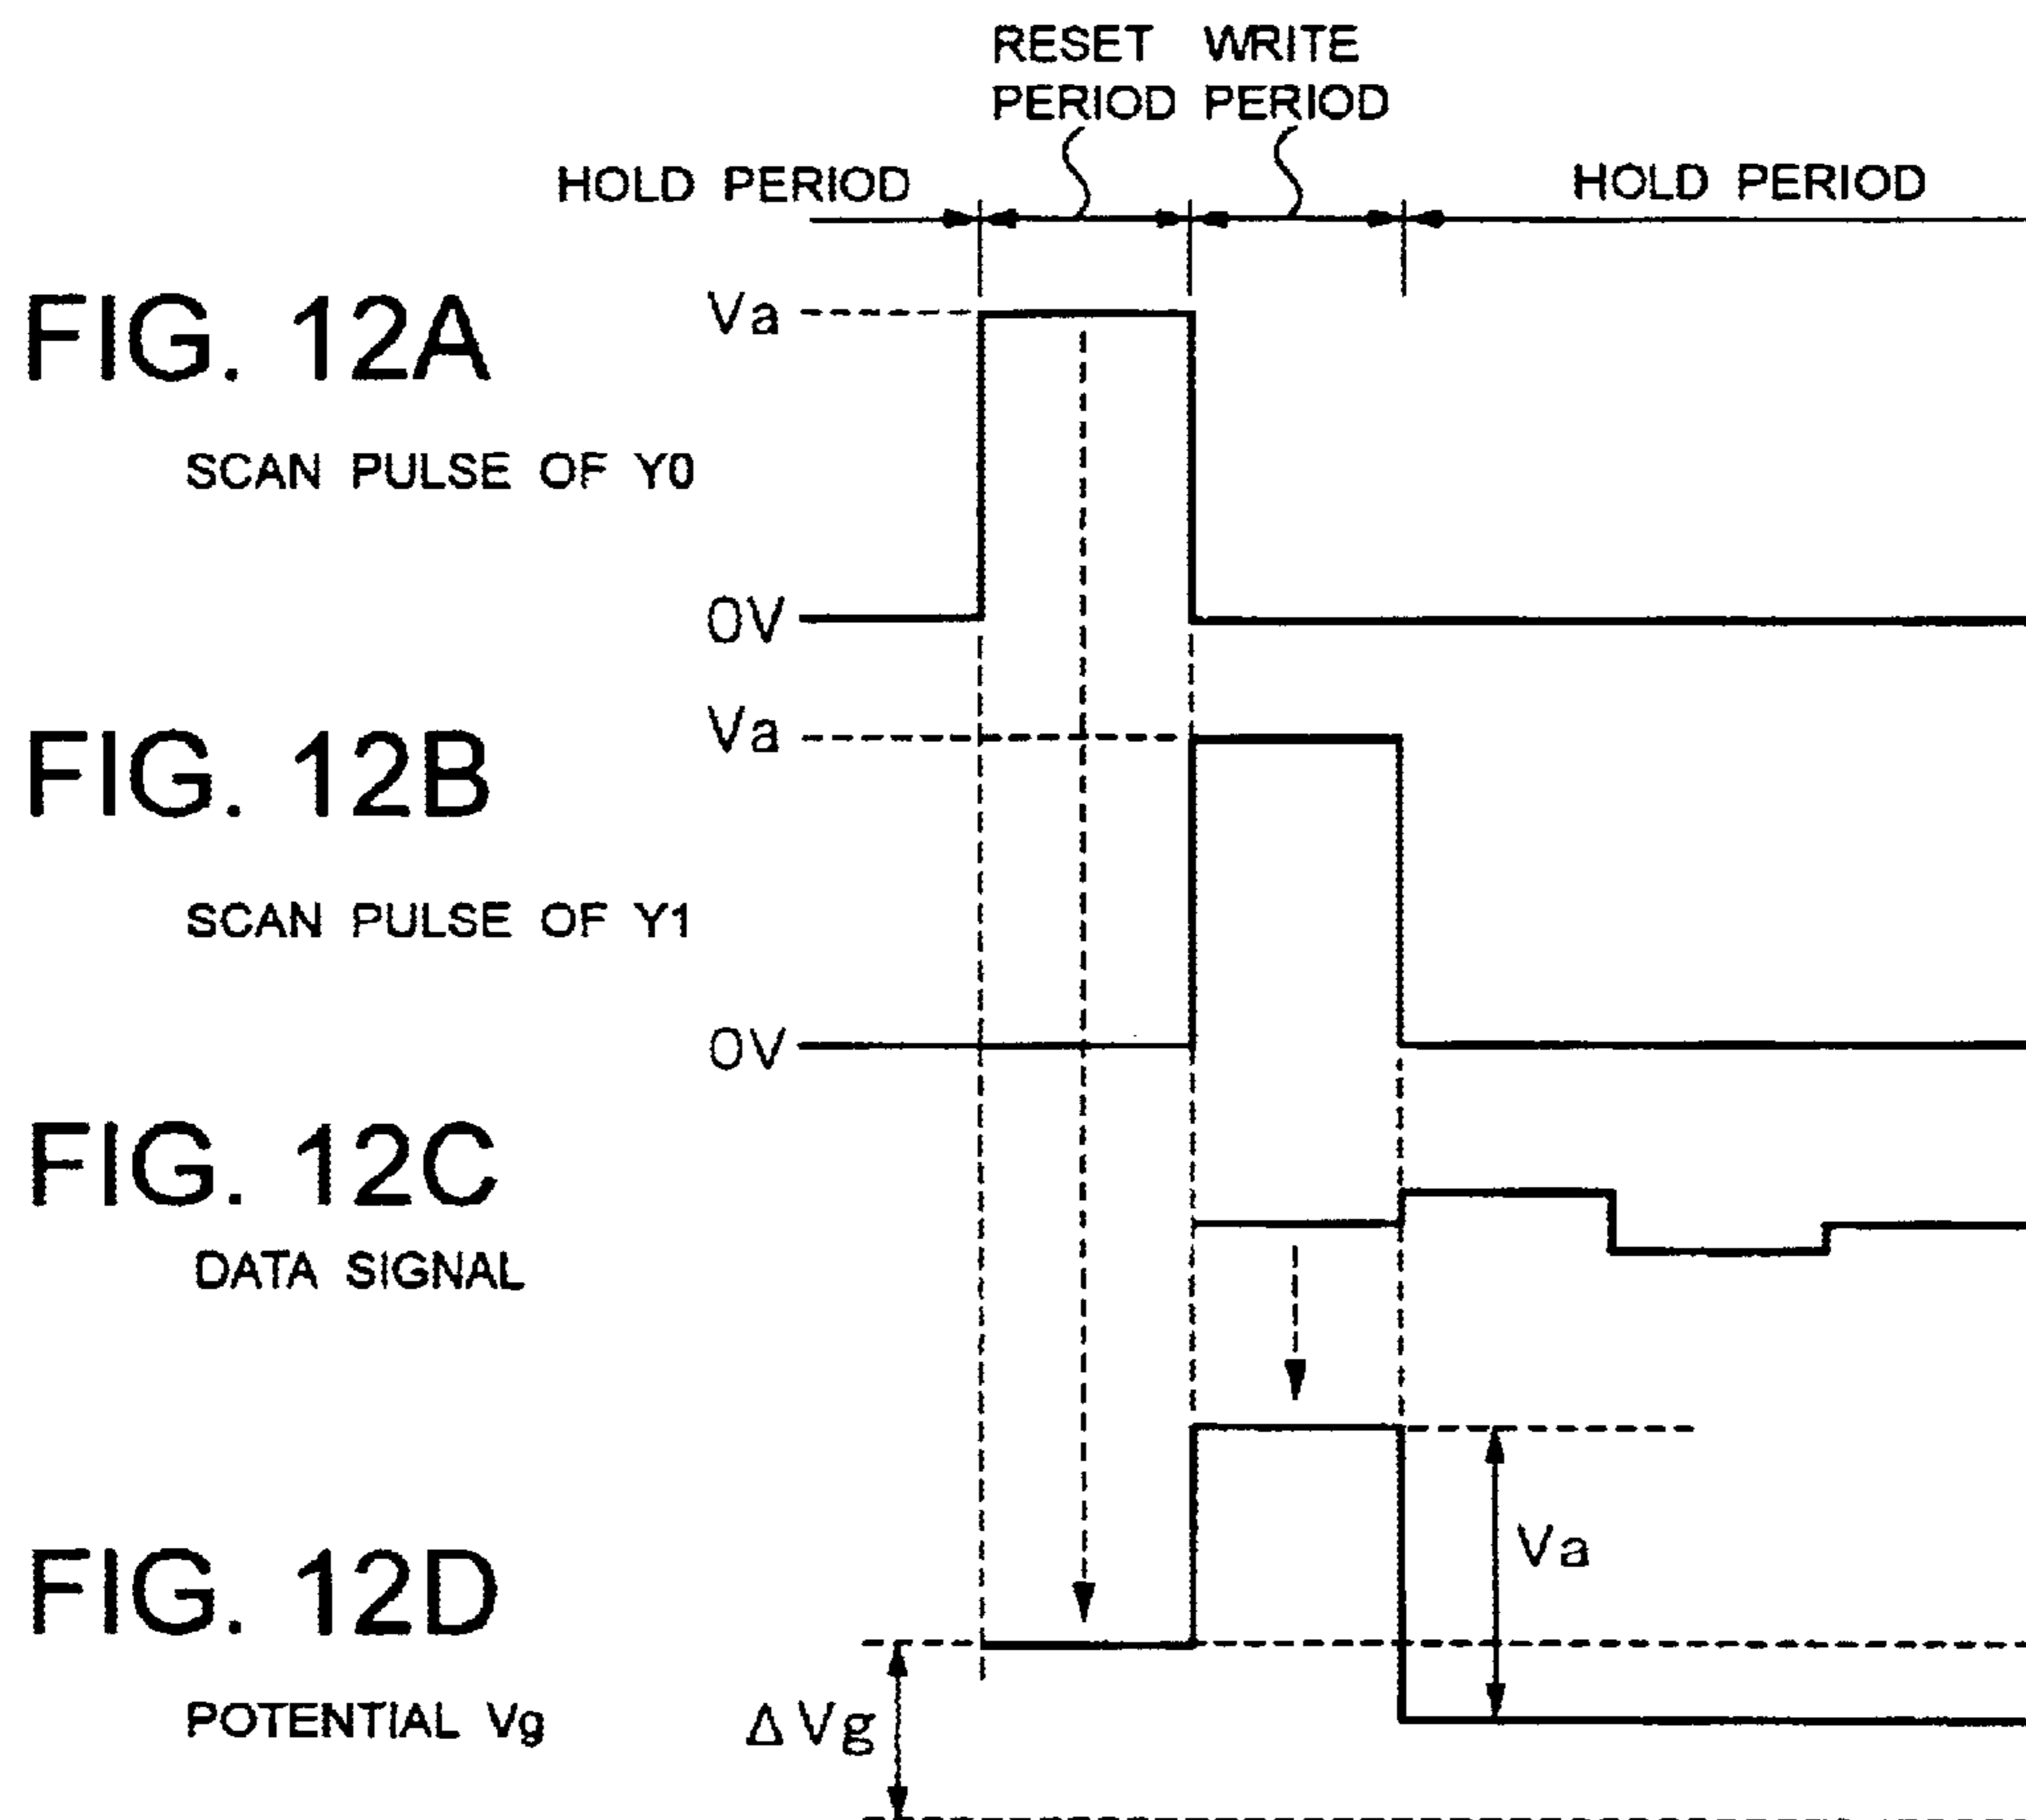 RESET WRITE
PERIOD PERIOD
HOLD PERIOD
HOLD PERIOD
FIG. 12A
Va
SCAN PULSE OF Y0
0V
FIG. 12B
Va
SCAN PULSE OF Y1
0V
FIG. 12C
DATA SIGNAL
FIG. 12D
Va
POTENTIAL Vg
Δ Vg